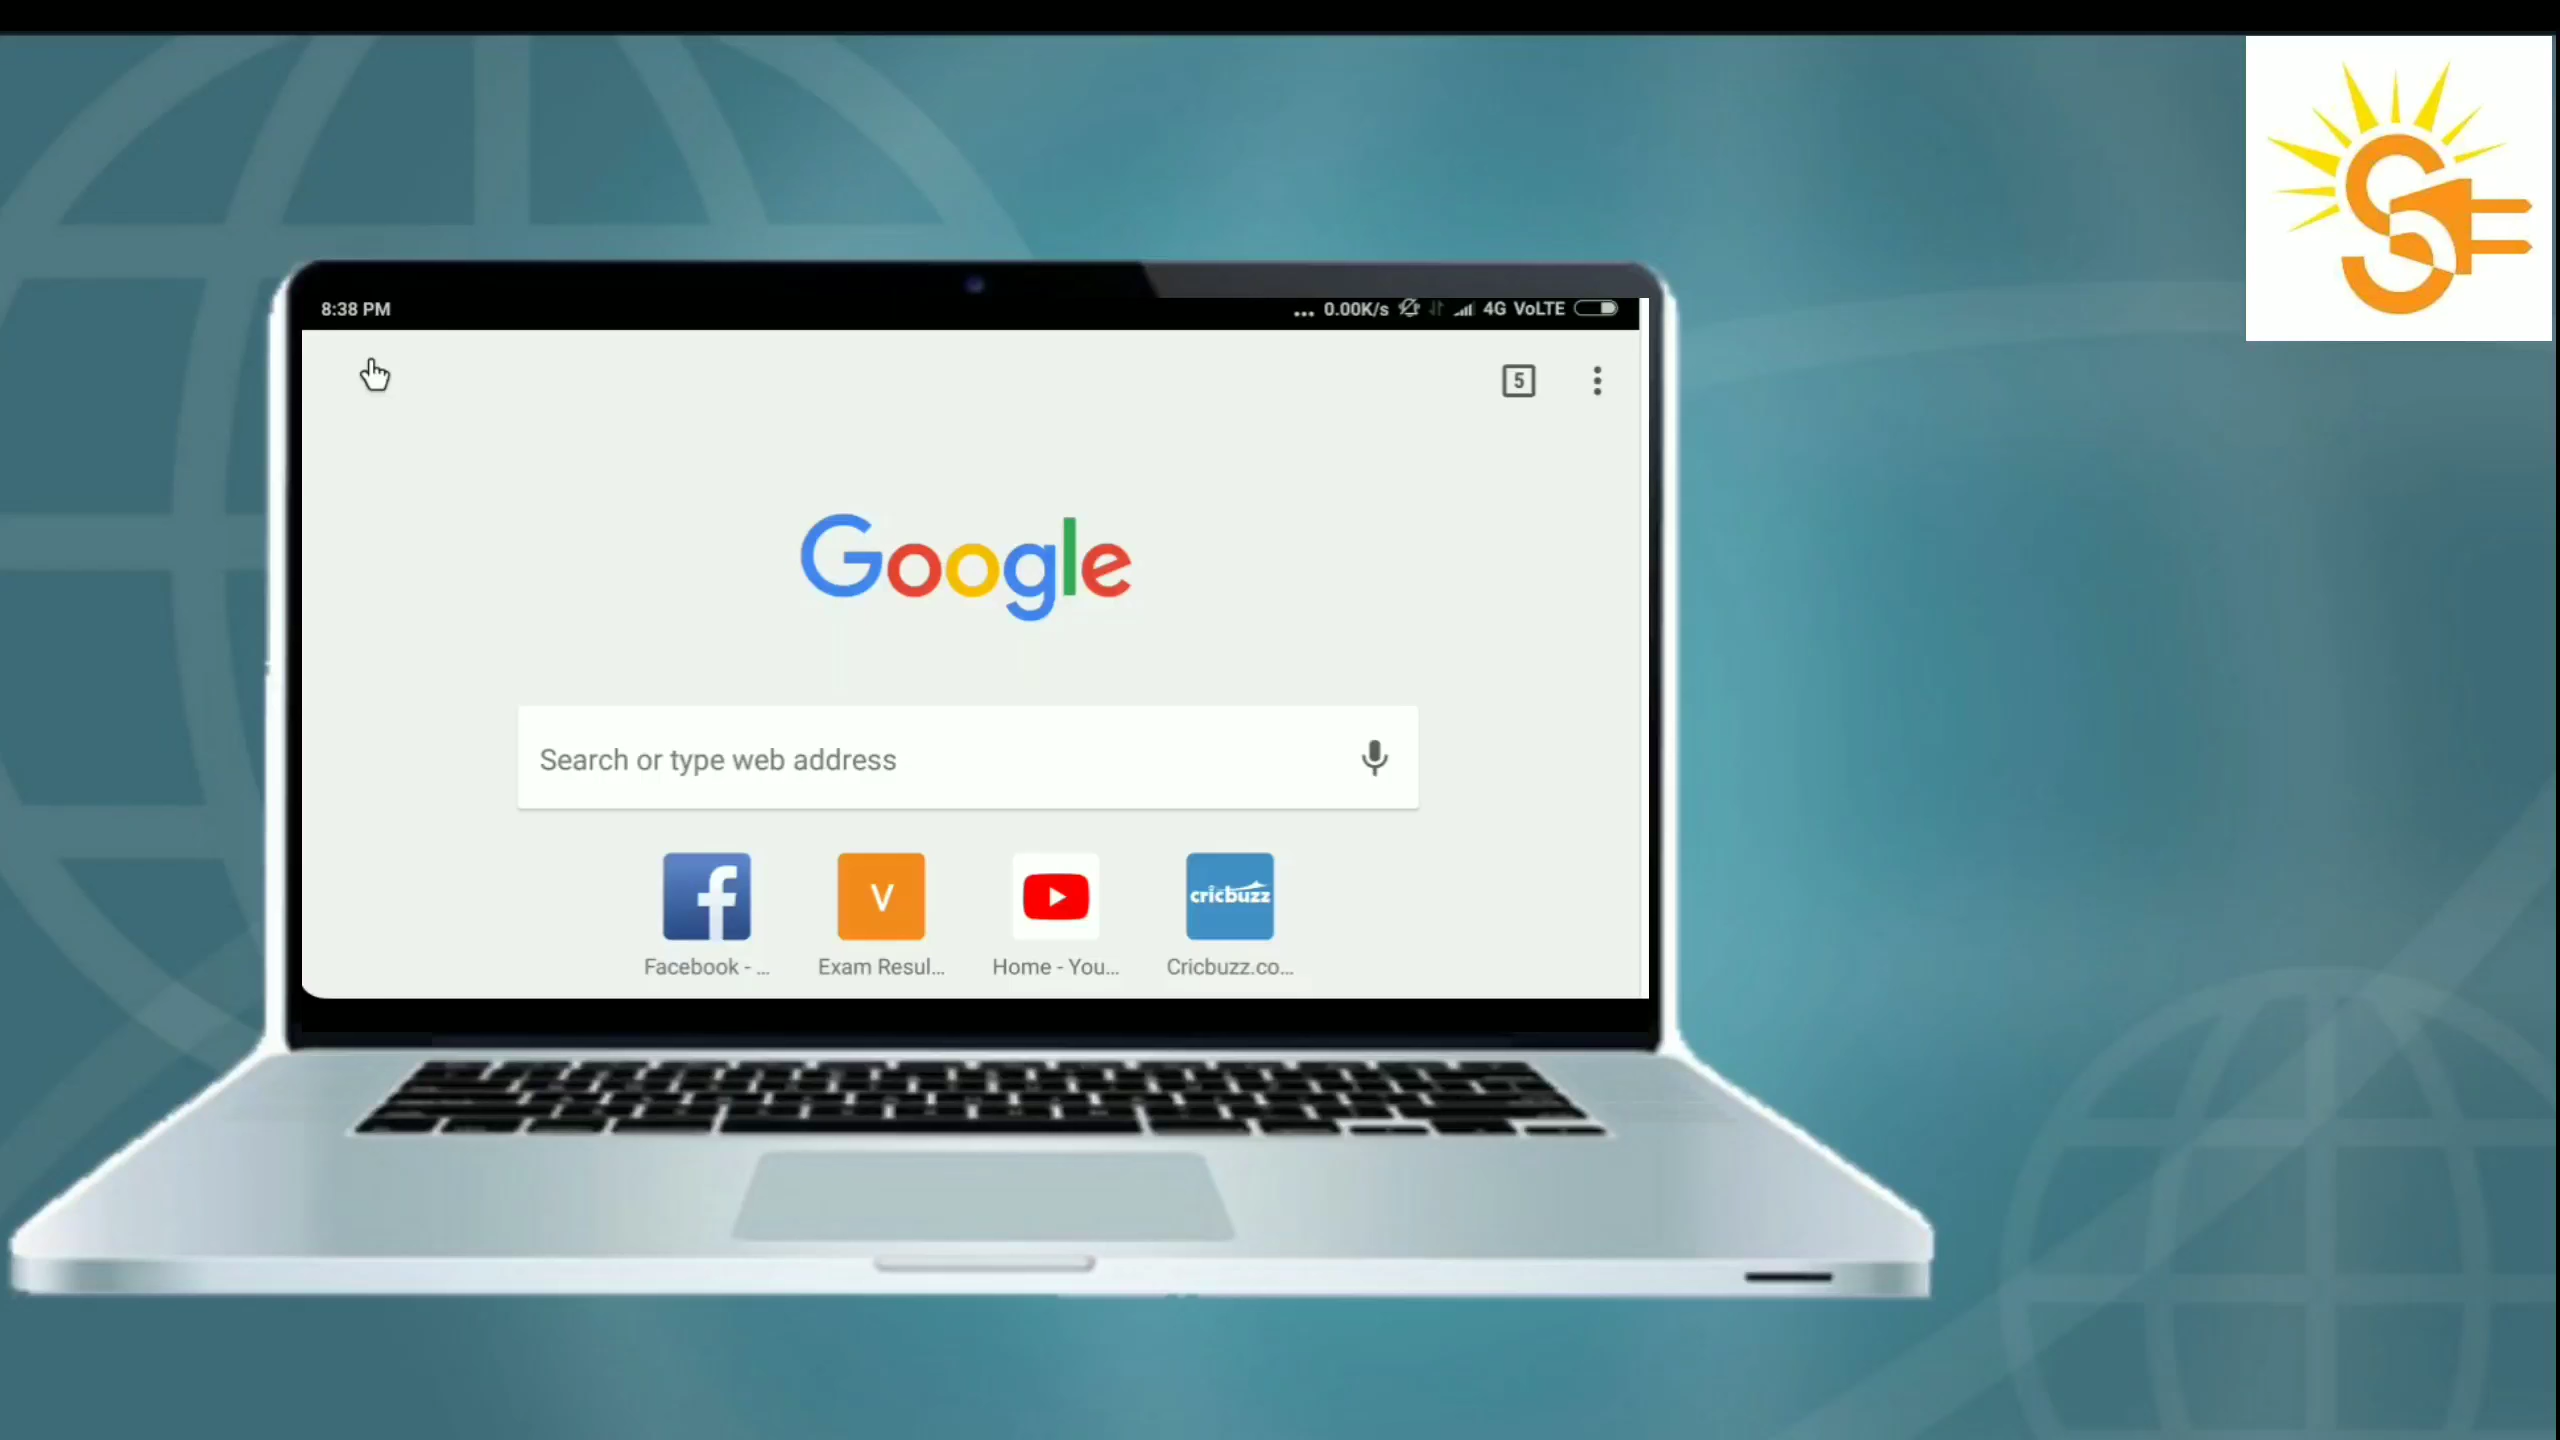 8:38 PM
... 0.00K/s 4G VoLTE
5
Google
Search or type web address
V
cricbuzz
Facebook - ...
Exam Resul...
Home - You...
Cricbuzz.co...